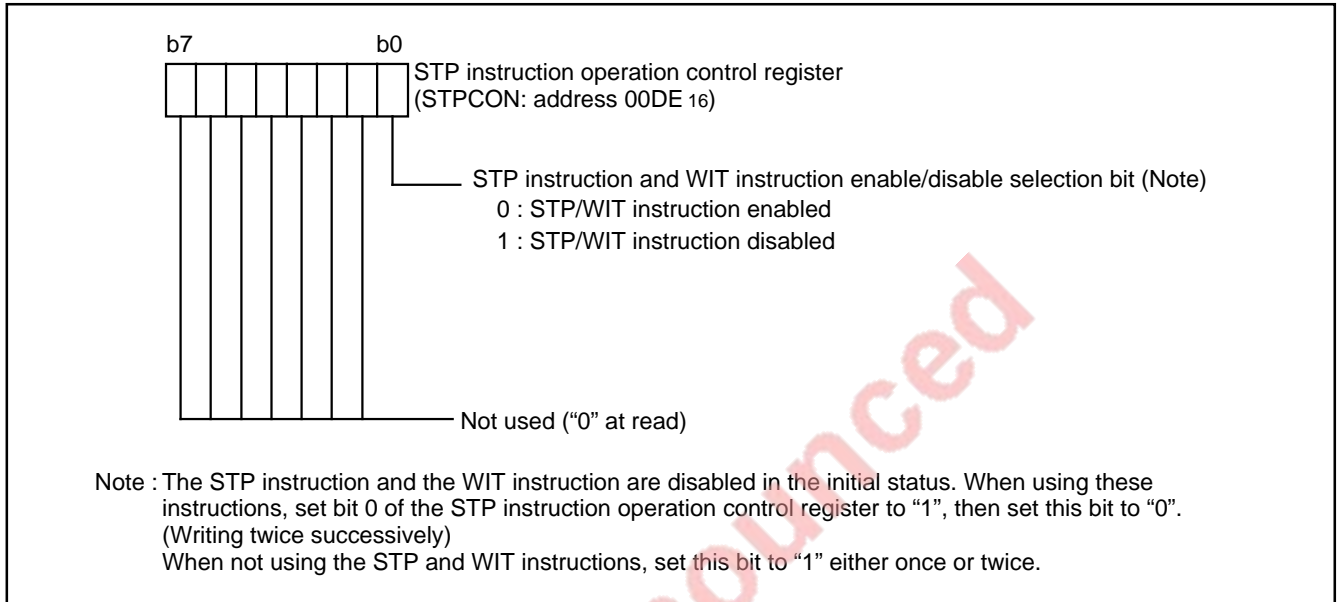 b7 b0
STP instruction operation control register
(STPCON: address 00DE 16)
STP instruction and WIT instruction enable/disable selection bit (Note)
0 : STP/WIT instruction enabled
1 : STP/WIT instruction disabled
Not used (“0” at read)
Note : The STP instruction and the WIT instruction are disabled in the initial status. When using these
instructions, set bit 0 of the STP instruction operation control register to “1”, then set this bit to “0”.
(Writing twice successively)
When not using the STP and WIT instructions, set this bit to “1” either once or twice.
ounced